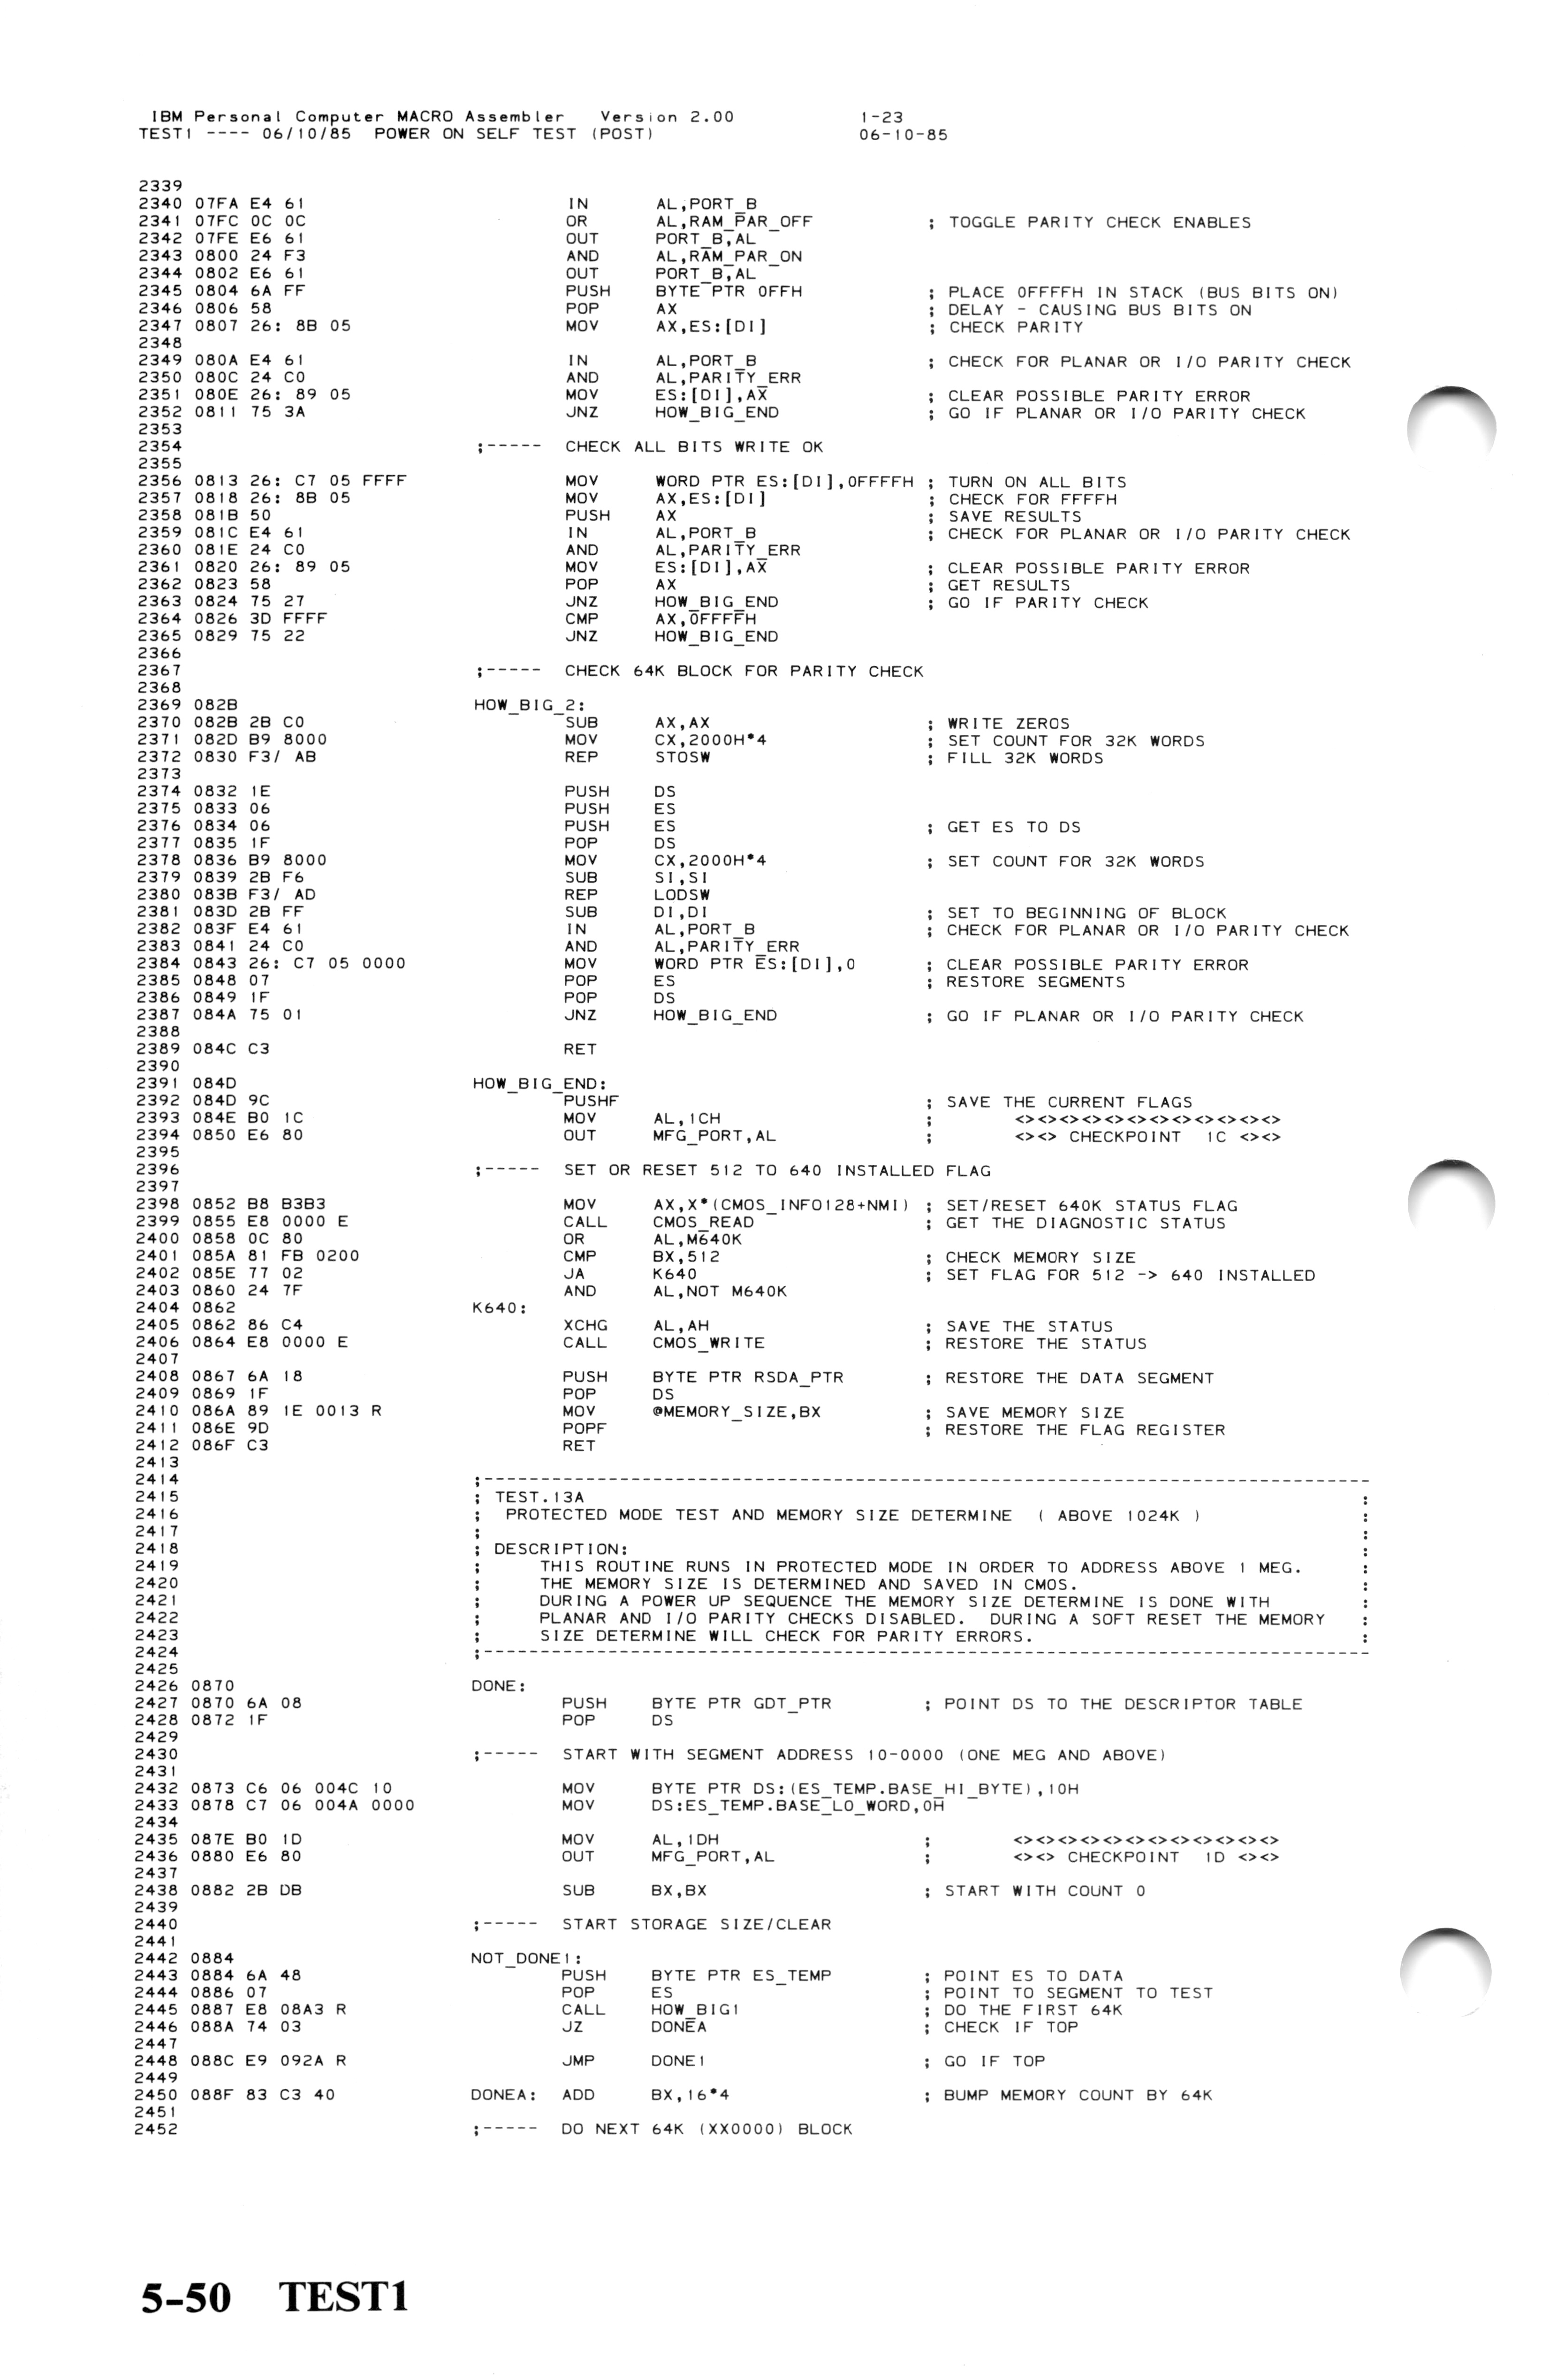 IBM Personal Computer MACRO Assembler   Version 2.00          1-23
TEST1 ---- 06/10/85  POWER ON SELF TEST (POST)                06-10-85
2339
2340 07FA E4 61                 IN      AL,PORT_B
2341 07FC 0C 0C                 OR      AL,RAM_PAR_OFF          ; TOGGLE PARITY CHECK ENABLES
2342 07FE E6 61                 OUT     PORT_B,AL
2343 0800 24 F3                 AND     AL,RAM_PAR_ON
2344 0802 E6 61                 OUT     PORT_B,AL
2345 0804 6A FF                 PUSH    BYTE PTR 0FFH           ; PLACE 0FFFFH IN STACK (BUS BITS ON)
2346 0806 58                    POP     AX                      ; DELAY - CAUSING BUS BITS ON
2347 0807 26: 8B 05             MOV     AX,ES:[DI]              ; CHECK PARITY
2348
2349 080A E4 61                 IN      AL,PORT_B               ; CHECK FOR PLANAR OR I/O PARITY CHECK
2350 080C 24 C0                 AND     AL,PARITY_ERR
2351 080E 26: 89 05             MOV     ES:[DI],AX              ; CLEAR POSSIBLE PARITY ERROR
2352 0811 75 3A                 JNZ     HOW_BIG_END             ; GO IF PLANAR OR I/O PARITY CHECK
2353
2354                    ;-----  CHECK ALL BITS WRITE OK
2355
2356 0813 26: C7 05 FFFF        MOV     WORD PTR ES:[DI],0FFFFH ; TURN ON ALL BITS
2357 0818 26: 8B 05             MOV     AX,ES:[DI]              ; CHECK FOR FFFFH
2358 081B 50                    PUSH    AX                      ; SAVE RESULTS
2359 081C E4 61                 IN      AL,PORT_B               ; CHECK FOR PLANAR OR I/O PARITY CHECK
2360 081E 24 C0                 AND     AL,PARITY_ERR
2361 0820 26: 89 05             MOV     ES:[DI],AX              ; CLEAR POSSIBLE PARITY ERROR
2362 0823 58                    POP     AX                      ; GET RESULTS
2363 0824 75 27                 JNZ     HOW_BIG_END             ; GO IF PARITY CHECK
2364 0826 3D FFFF               CMP     AX,0FFFFH
2365 0829 75 22                 JNZ     HOW_BIG_END
2366
2367                    ;-----  CHECK 64K BLOCK FOR PARITY CHECK
2368
2369 082B               HOW_BIG_2:
2370 082B 2B C0                 SUB     AX,AX                   ; WRITE ZEROS
2371 082D B9 8000               MOV     CX,2000H*4              ; SET COUNT FOR 32K WORDS
2372 0830 F3/ AB                REP     STOSW                   ; FILL 32K WORDS
2373
2374 0832 1E                    PUSH    DS
2375 0833 06                    PUSH    ES
2376 0834 06                    PUSH    ES                      ; GET ES TO DS
2377 0835 1F                    POP     DS
2378 0836 B9 8000               MOV     CX,2000H*4              ; SET COUNT FOR 32K WORDS
2379 0839 2B F6                 SUB     SI,SI
2380 083B F3/ AD                REP     LODSW
2381 083D 2B FF                 SUB     DI,DI                   ; SET TO BEGINNING OF BLOCK
2382 083F E4 61                 IN      AL,PORT_B               ; CHECK FOR PLANAR OR I/O PARITY CHECK
2383 0841 24 C0                 AND     AL,PARITY_ERR
2384 0843 26: C7 05 0000        MOV     WORD PTR ES:[DI],0      ; CLEAR POSSIBLE PARITY ERROR
2385 0848 07                    POP     ES                      ; RESTORE SEGMENTS
2386 0849 1F                    POP     DS
2387 084A 75 01                 JNZ     HOW_BIG_END             ; GO IF PLANAR OR I/O PARITY CHECK
2388
2389 084C C3                    RET
2390
2391 084D               HOW_BIG_END:
2392 084D 9C                    PUSHF                           ; SAVE THE CURRENT FLAGS
2393 084E B0 1C                 MOV     AL,1CH                  ;       <><><><><><><><><><><><>
2394 0850 E6 80                 OUT     MFG_PORT,AL             ;       <><> CHECKPOINT  1C <><>
2395
2396                    ;-----  SET OR RESET 512 TO 640 INSTALLED FLAG
2397
2398 0852 B8 B3B3               MOV     AX,X*(CMOS_INFO128+NMI) ; SET/RESET 640K STATUS FLAG
2399 0855 E8 0000 E             CALL    CMOS_READ               ; GET THE DIAGNOSTIC STATUS
2400 0858 0C 80                 OR      AL,M640K
2401 085A 81 FB 0200            CMP     BX,512                  ; CHECK MEMORY SIZE
2402 085E 77 02                 JA      K640                    ; SET FLAG FOR 512 -> 640 INSTALLED
2403 0860 24 7F                 AND     AL,NOT M640K
2404 0862               K640:
2405 0862 86 C4                 XCHG    AL,AH                   ; SAVE THE STATUS
2406 0864 E8 0000 E             CALL    CMOS_WRITE              ; RESTORE THE STATUS
2407
2408 0867 6A 18                 PUSH    BYTE PTR RSDA_PTR       ; RESTORE THE DATA SEGMENT
2409 0869 1F                    POP     DS
2410 086A 89 1E 0013 R          MOV     @MEMORY_SIZE,BX         ; SAVE MEMORY SIZE
2411 086E 9D                    POPF                            ; RESTORE THE FLAG REGISTER
2412 086F C3                    RET
2413
2414                    ;-------------------------------------------------------------------------------
2415                    ; TEST.13A                                                                     :
2416                    ;  PROTECTED MODE TEST AND MEMORY SIZE DETERMINE  ( ABOVE 1024K )              :
2417                    ;                                                                              :
2418                    ; DESCRIPTION:                                                                 :
2419                    ;     THIS ROUTINE RUNS IN PROTECTED MODE IN ORDER TO ADDRESS ABOVE 1 MEG.     :
2420                    ;     THE MEMORY SIZE IS DETERMINED AND SAVED IN CMOS.                         :
2421                    ;     DURING A POWER UP SEQUENCE THE MEMORY SIZE DETERMINE IS DONE WITH        :
2422                    ;     PLANAR AND I/O PARITY CHECKS DISABLED.  DURING A SOFT RESET THE MEMORY   :
2423                    ;     SIZE DETERMINE WILL CHECK FOR PARITY ERRORS.                             :
2424                    ;-------------------------------------------------------------------------------
2425
2426 0870               DONE:
2427 0870 6A 08                 PUSH    BYTE PTR GDT_PTR        ; POINT DS TO THE DESCRIPTOR TABLE
2428 0872 1F                    POP     DS
2429
2430                    ;-----  START WITH SEGMENT ADDRESS 10-0000 (ONE MEG AND ABOVE)
2431
2432 0873 C6 06 004C 10         MOV     BYTE PTR DS:(ES_TEMP.BASE_HI_BYTE),10H
2433 0878 C7 06 004A 0000       MOV     DS:ES_TEMP.BASE_LO_WORD,0H
2434
2435 087E B0 1D                 MOV     AL,1DH                  ;       <><><><><><><><><><><><>
2436 0880 E6 80                 OUT     MFG_PORT,AL             ;       <><> CHECKPOINT  1D <><>
2437
2438 0882 2B DB                 SUB     BX,BX                   ; START WITH COUNT 0
2439
2440                    ;-----  START STORAGE SIZE/CLEAR
2441
2442 0884               NOT_DONE1:
2443 0884 6A 48                 PUSH    BYTE PTR ES_TEMP        ; POINT ES TO DATA
2444 0886 07                    POP     ES                      ; POINT TO SEGMENT TO TEST
2445 0887 E8 08A3 R             CALL    HOW_BIG1                ; DO THE FIRST 64K
2446 088A 74 03                 JZ      DONEA                   ; CHECK IF TOP
2447
2448 088C E9 092A R             JMP     DONE1                   ; GO IF TOP
2449
2450 088F 83 C3 40      DONEA:  ADD     BX,16*4                 ; BUMP MEMORY COUNT BY 64K
2451
2452                    ;-----  DO NEXT 64K (XX0000) BLOCK
5-50   TEST1